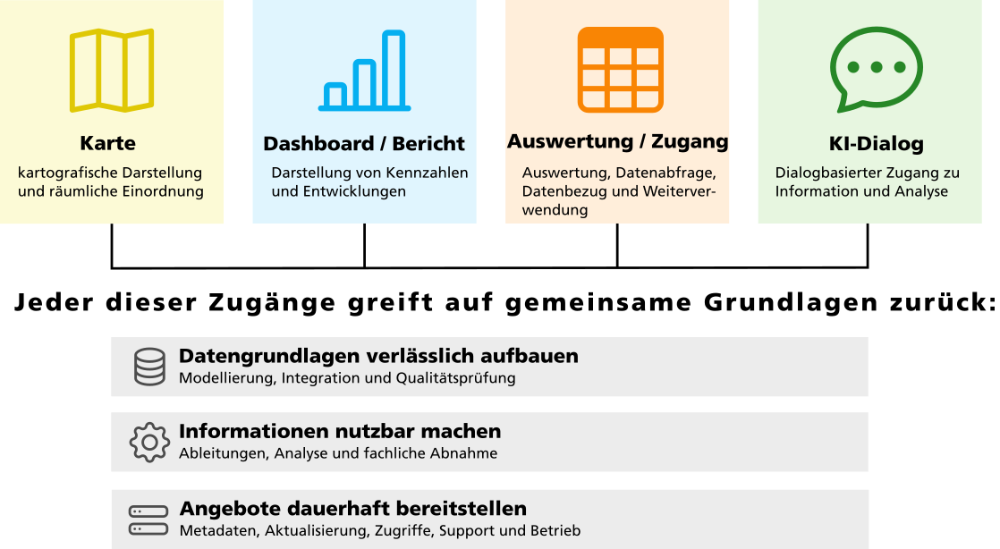 Karte
kartografische Darstellung
und räumliche Einordnung
Dashboard / Bericht
Darstellung von Kennzahlen
und Entwicklungen
Auswertung / Zugang
Auswertung, Datenabfrage,
Datenbezug und Weiterver-
wendung
KI-Dialog
Dialogbasierter Zugang zu
Information und Analyse
Jeder dieser Zugänge greift auf gemeinsame Grundlagen zurück:
Datengrundlagen verlässlich aufbauen
Modellierung, Integration und Qualitätsprüfung
Informationen nutzbar machen
Ableitungen, Analyse und fachliche Abnahme
Angebote dauerhaft bereitstellen
Metadaten, Aktualisierung, Zugriffe, Support und Betrieb